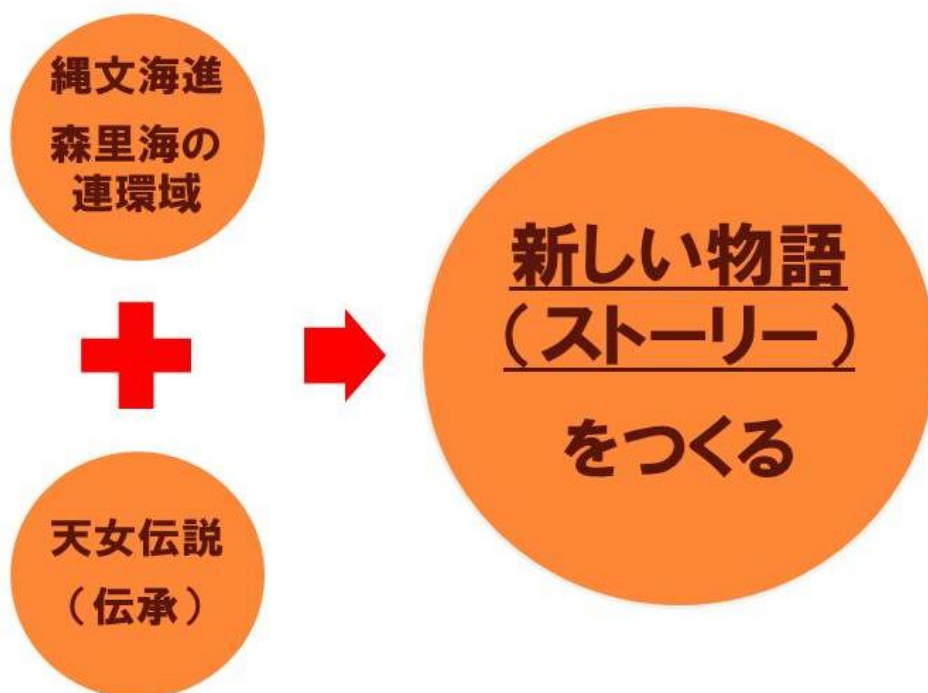 縄文海進
森里海の
連環域
天女伝説
（伝承）
新しい物語
（ストーリー）
をつくる